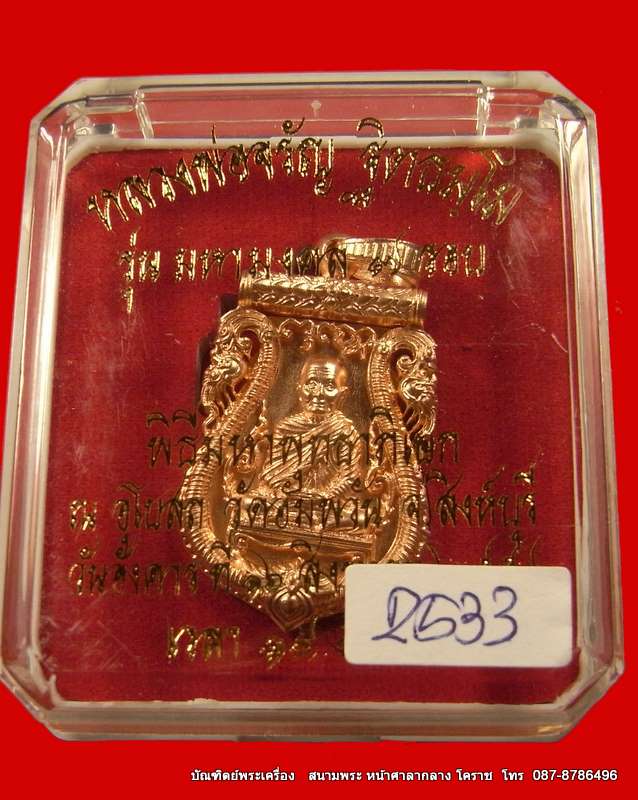 หลวงพ่อจรัญ ฐิตธมฺโม
รุ่น มหามงคล รอบ
พิธีมหาพุทธาภิเษก
ณ อุโบสถ วัดอัมพวัน จ.สิงห์บุรี
วันอังคาร ที่ ๑๖
เวลา
2533
บัณฑิตย์พระเครื่อง สนามพระ หน้าศาลากลาง โคราช โทร 087-8786496